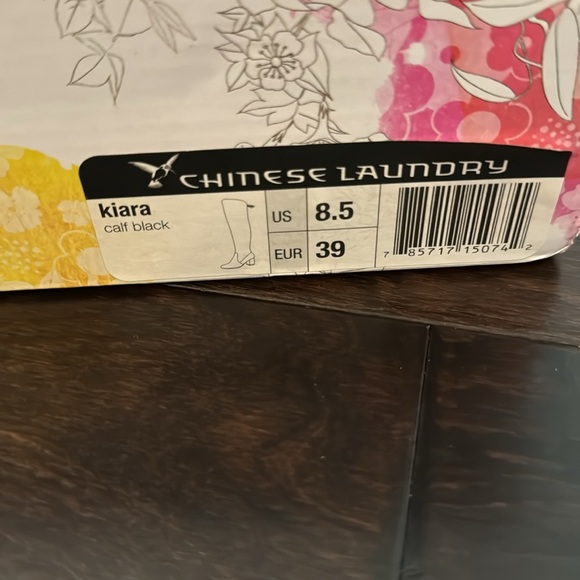 CHINESE LAUNDRY
kiara
calf black
US 8.5
EUR 39
7 85717 15074 2